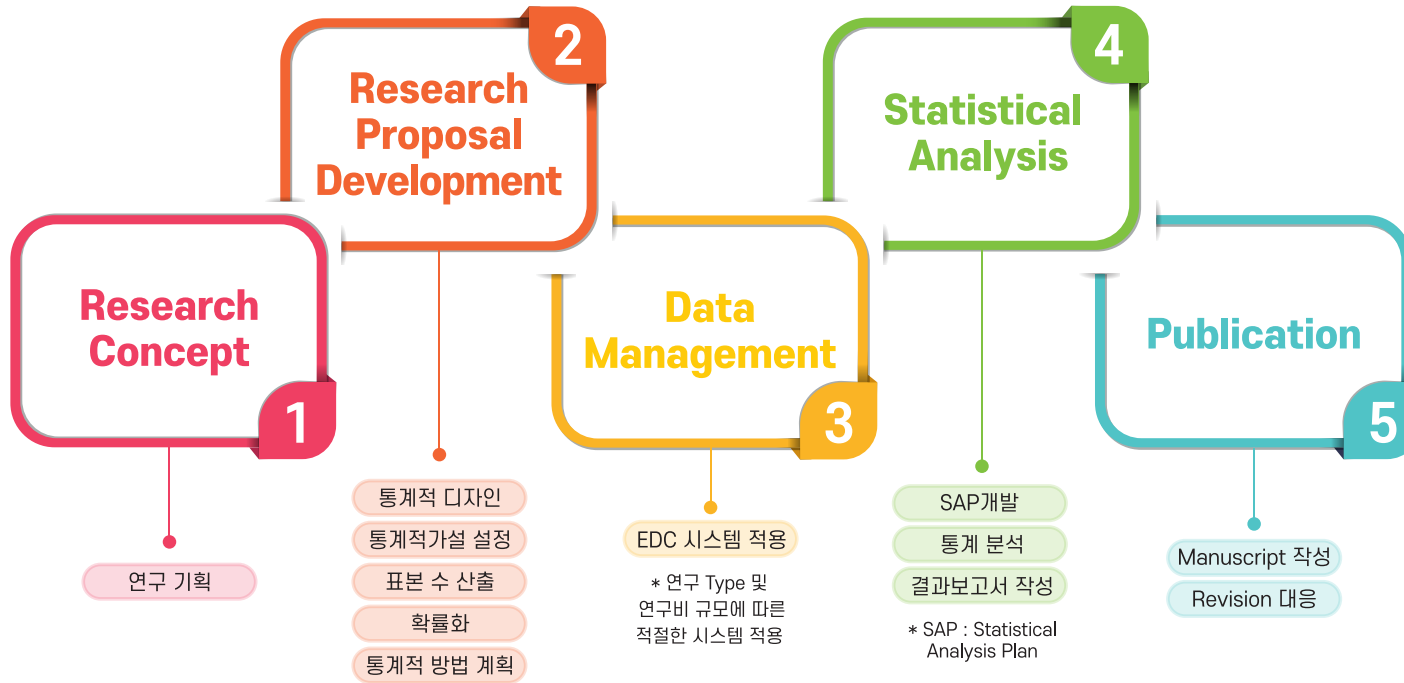 Research
Concept
1
연구 기획
2
Research
Proposal
Development
통계적 디자인
통계적가설 설정
표본 수 산출
확률화
통계적 방법 계획
Data
Management
3
EDC 시스템 적용
* 연구 Type 및
연구비 규모에 따른
적절한 시스템 적용
4
Statistical
Analysis
SAP개발
통계 분석
결과보고서 작성
* SAP : Statistical
Analysis Plan
Publication
5
Manuscript 작성
Revision 대응